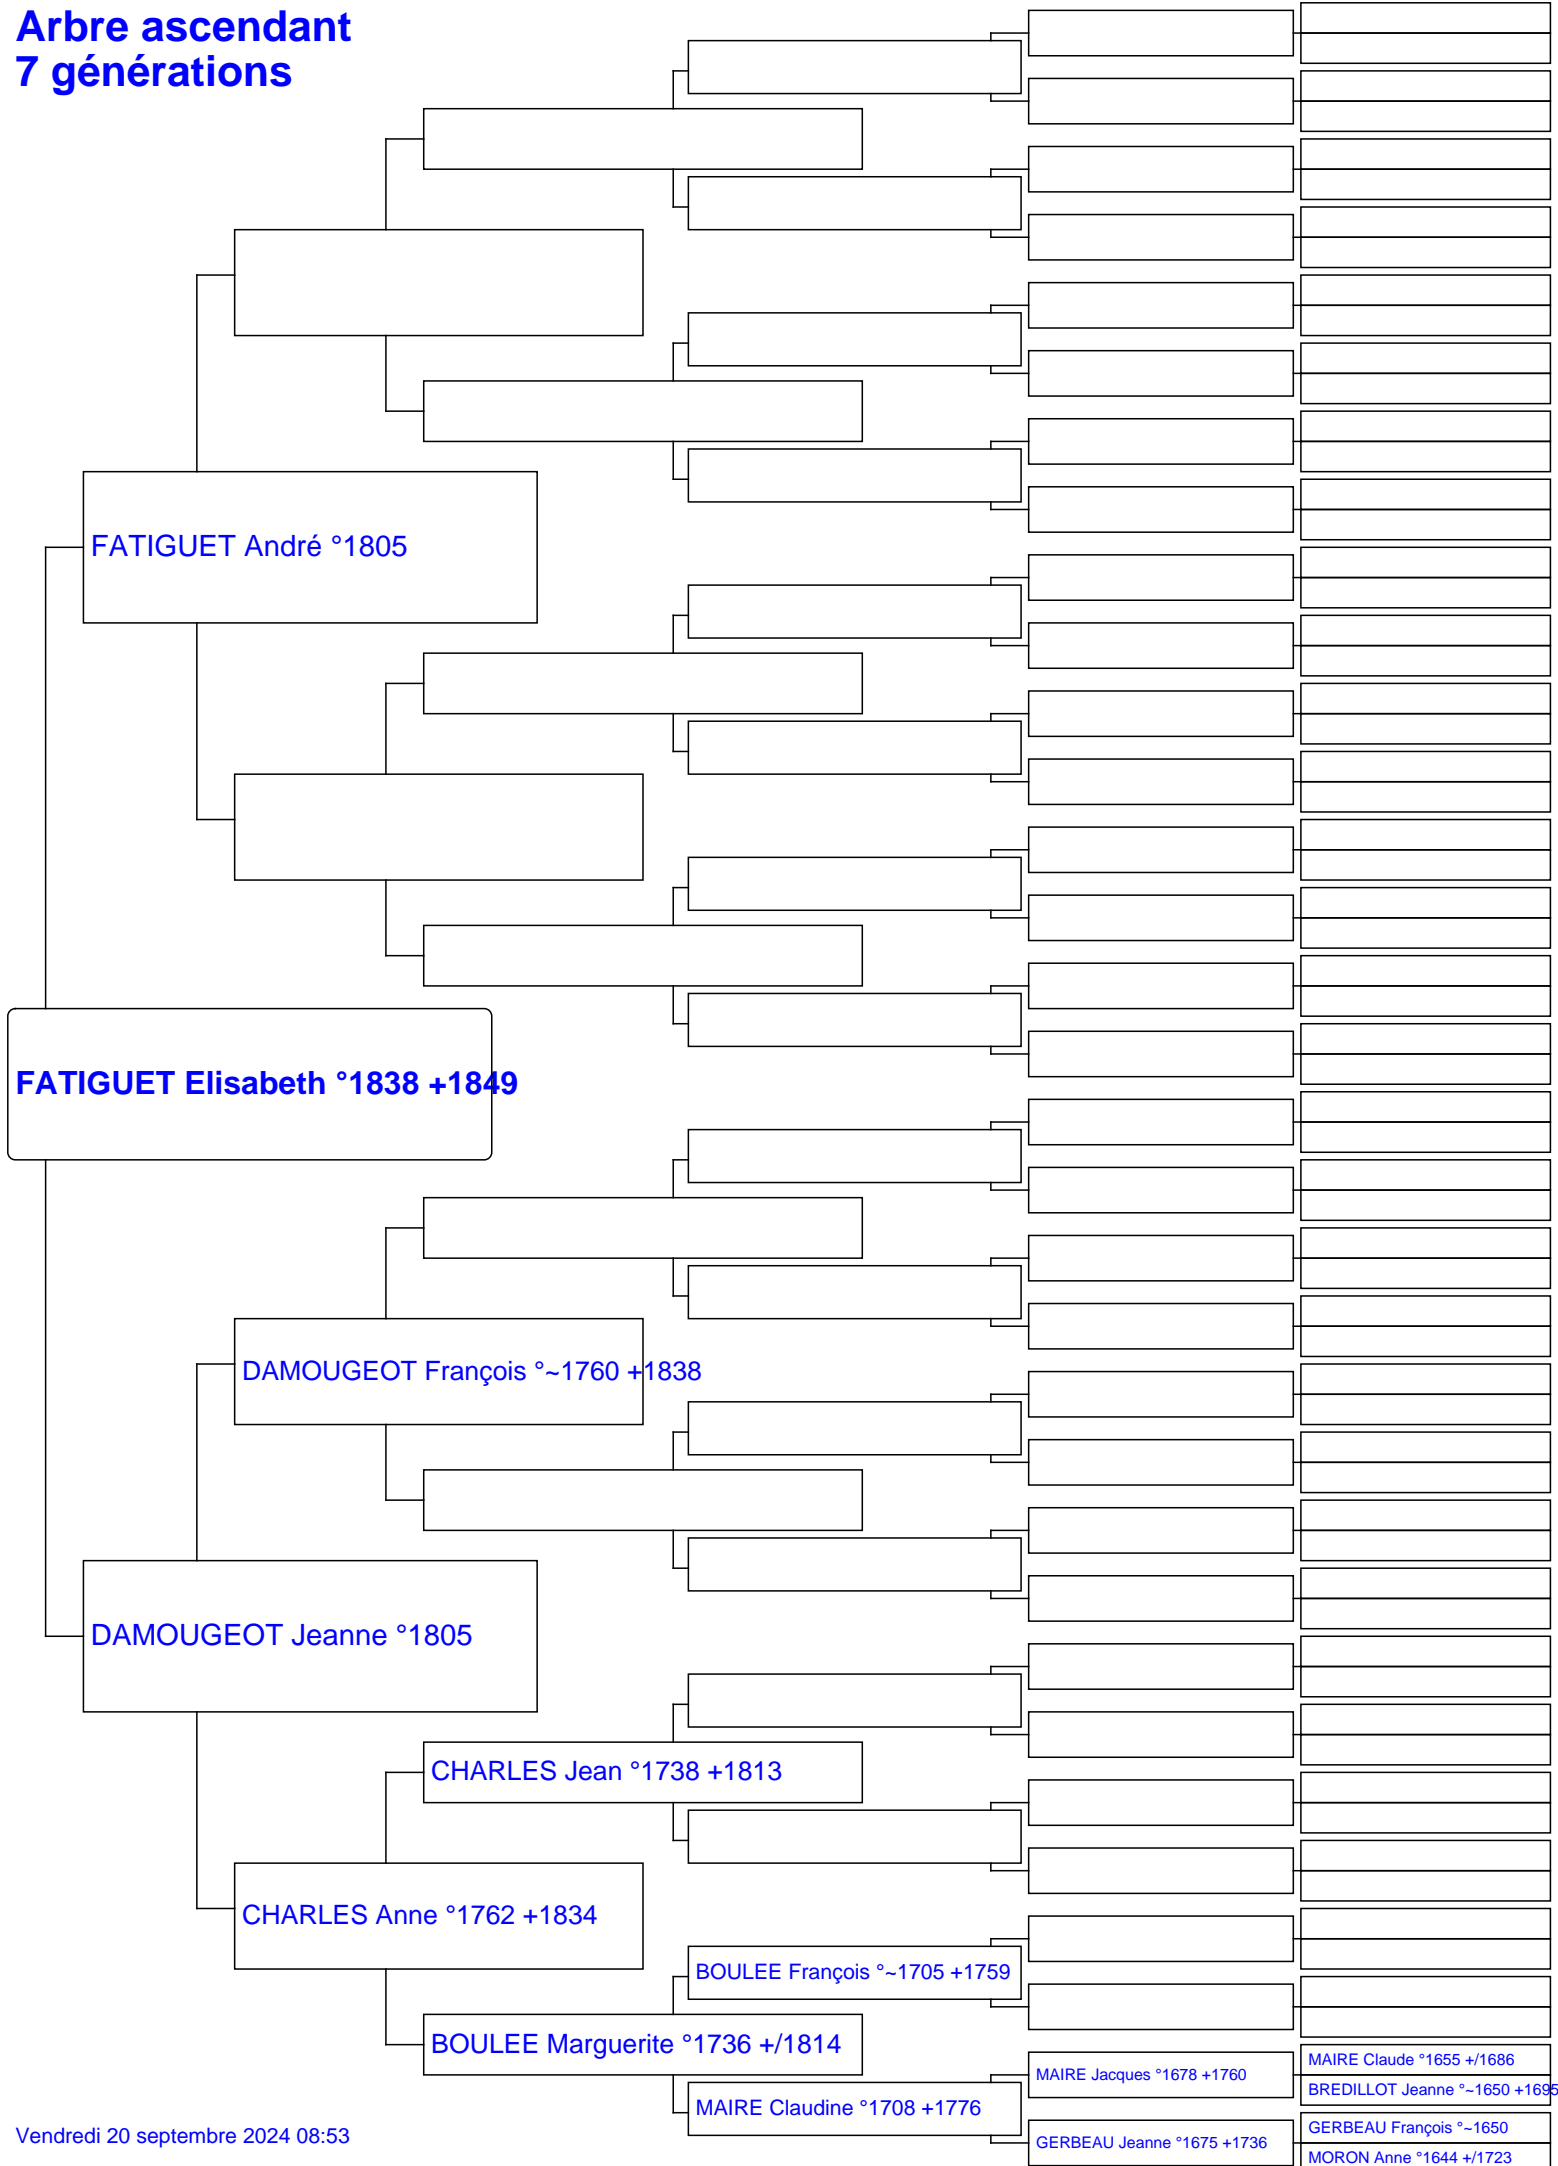 Arbre ascendant
7 générations
FATIGUET André °1805
FATIGUET Elisabeth °1838 +1849
DAMOUGEOT François °~1760 +1838
DAMOUGEOT Jeanne °1805
CHARLES Jean °1738 +1813
CHARLES Anne °1762 +1834
BOULEE François °~1705 +1759
BOULEE Marguerite °1736 +/1814
MAIRE Claudine °1708 +1776
MAIRE Jacques °1678 +1760
GERBEAU Jeanne °1675 +1736
MAIRE Claude °1655 +/1686
BREDILLOT Jeanne °~1650 +1695
GERBEAU François °~1650
MORON Anne °1644 +/1723
Vendredi 20 septembre 2024 08:53